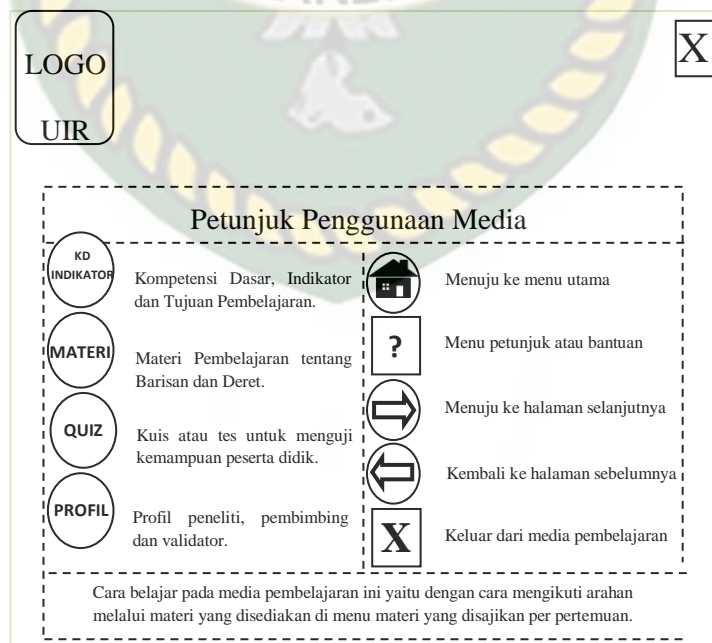 LOGO
UIR
X
Petunjuk Penggunaan Media
KD
INDIKATOR
Kompetensi Dasar, Indikator
dan Tujuan Pembelajaran.
MATERI
Materi Pembelajaran tentang
Barisan dan Deret.
QUIZ
Kuis atau tes untuk menguji
kemampuan peserta didik.
PROFIL
Profil peneliti, pembimbing
dan validator.
Menuju ke menu utama
?
Menu petunjuk atau bantuan
Menuju ke halaman selanjutnya
Kembali ke halaman sebelumnya
X
Keluar dari media pembelajaran
Cara belajar pada media pembelajaran ini yaitu dengan cara mengikuti arahan
melalui materi yang disediakan di menu materi yang disajikan per pertemuan.